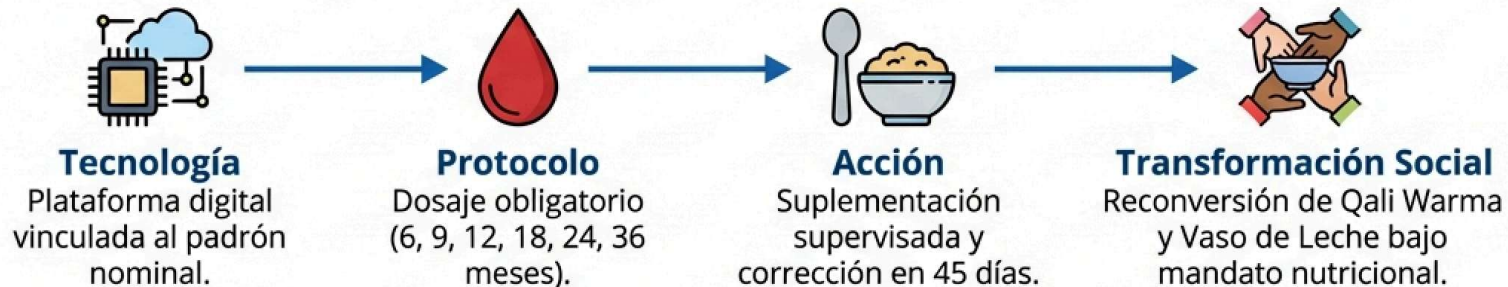 Tecnología
Plataforma digital
vinculada al padrón
nominal.
Protocolo
Dosaje obligatorio
(6, 9, 12, 18, 24, 36
meses).
Acción
Suplementación
supervisada y
corrección en 45 días.
Transformación Social
Reconversión de Qali Warma
y Vaso de Leche bajo
mandato nutricional.